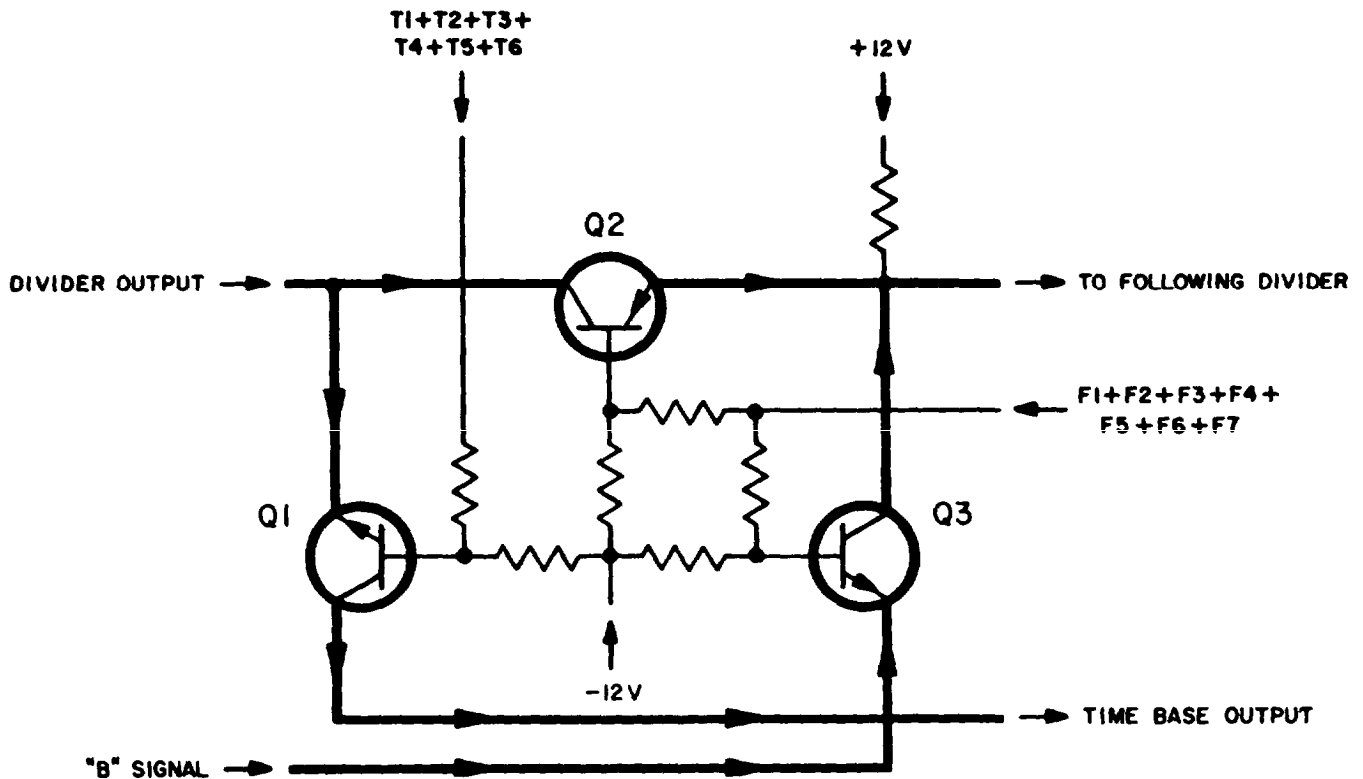 T1+T2+T3+
T4+T5+T6
+12V
Q2
DIVIDER OUTPUT
TO FOLLOWING DIVIDER
F1+F2+F3+F4+
F5+F6+F7
Q1
Q3
-12V
TIME BASE OUTPUT
"B" SIGNAL